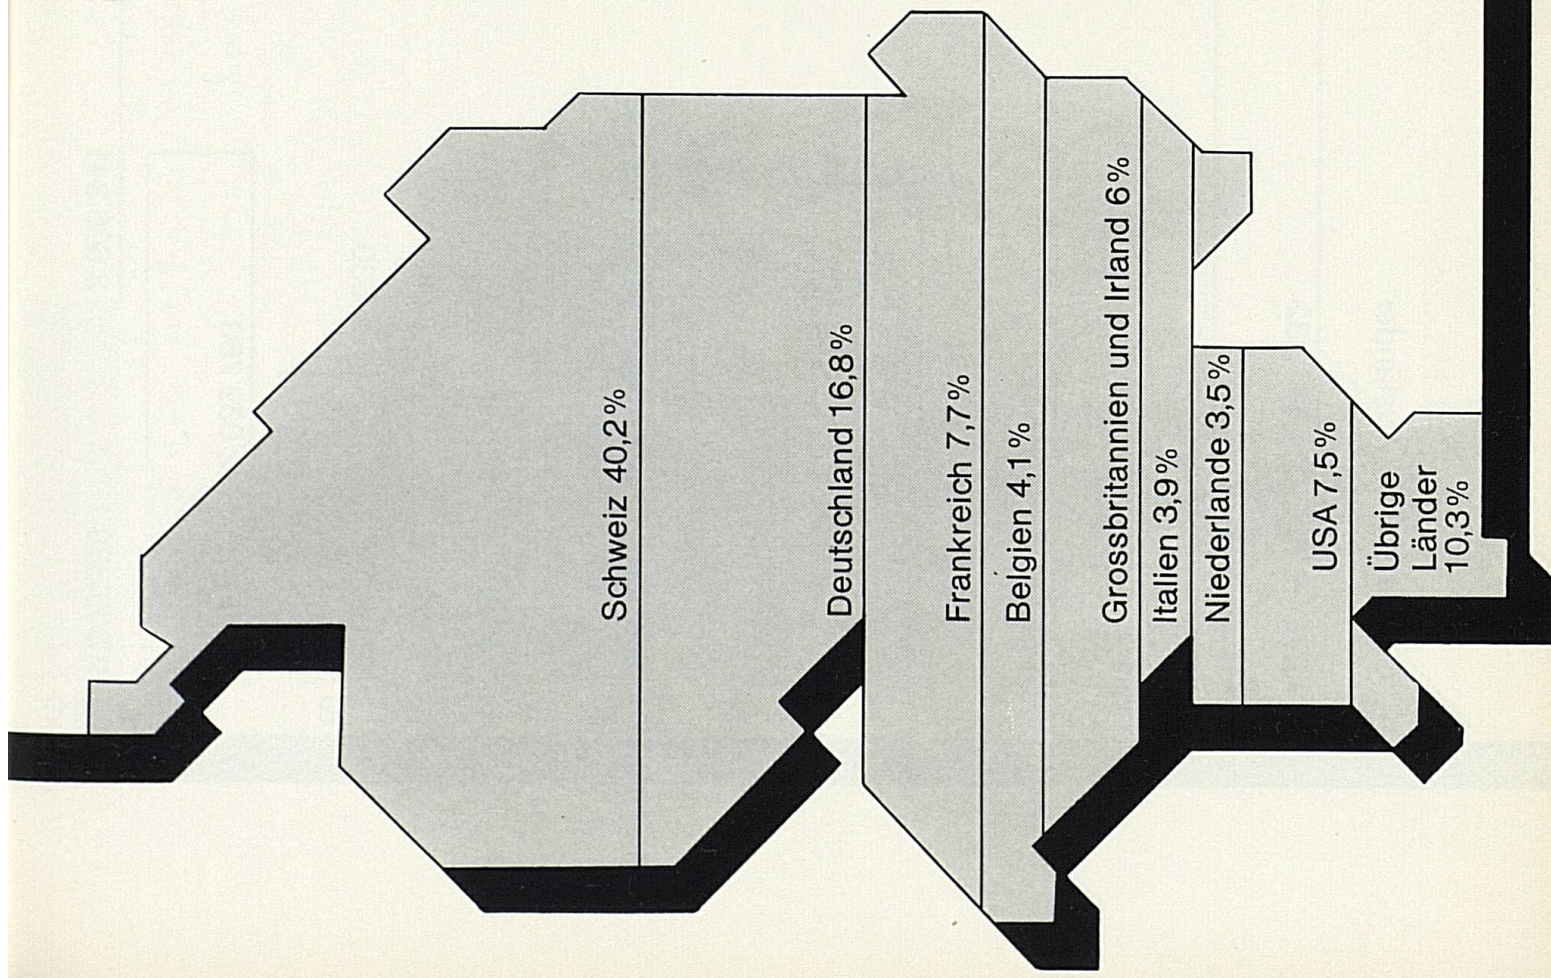 Schweiz 40,2%
Deutschland 16,8%
Frankreich 7,7%
Belgien 4,1%
Grossbritannien und Irland 6%
Italien 3,9%
Niederlande 3,5%
USA 7,5%
Übrige
Länder
10,3%